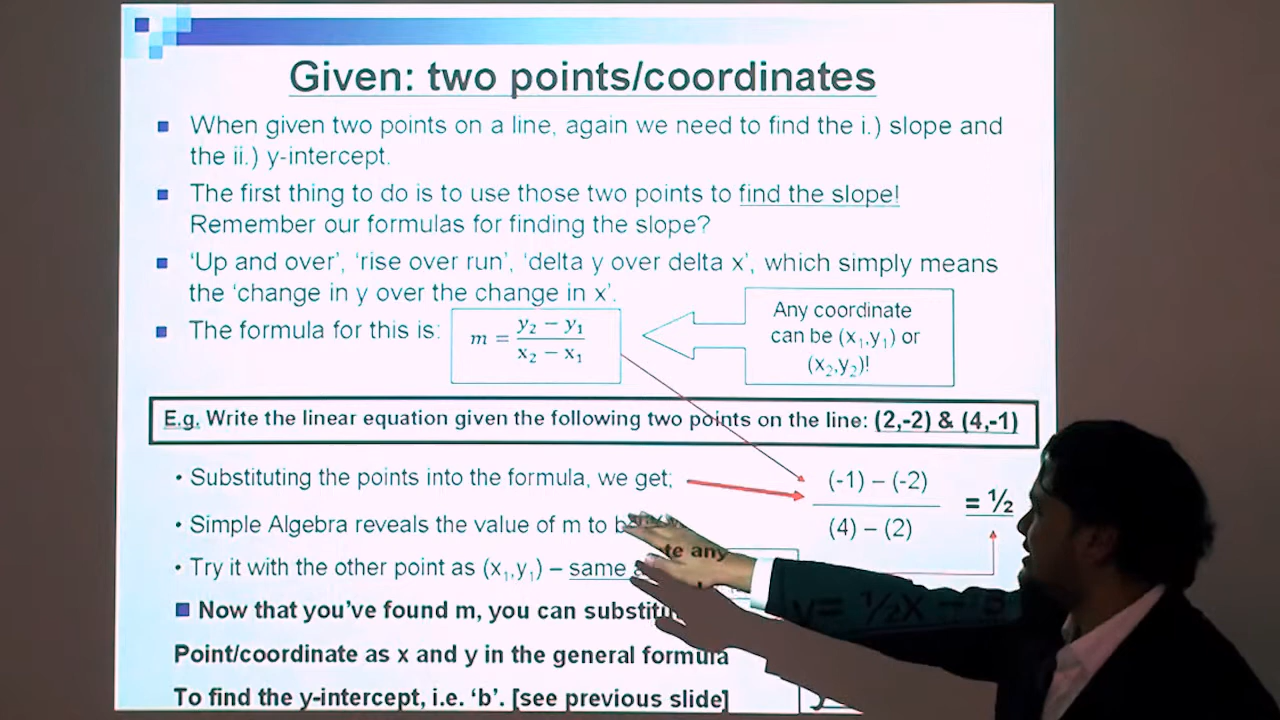 Given: two points/coordinates
▪ When given two points on a line, again we need to find the i.) slope and
the ii.) y-intercept.
▪ The first thing to do is to use those two points to find the slope!
Remember our formulas for finding the slope?
▪ ‘Up and over’, ‘rise over run’, ‘delta y over delta x’, which simply means
the ‘change in y over the change in x’.
▪ The formula for this is: m = (y₂ − y₁)/(x₂ − x₁)
Any coordinate
can be (x₁,y₁) or
(x₂,y₂)!
E.g. Write the linear equation given the following two points on the line: (2,-2) & (4,-1)
• Substituting the points into the formula, we get;
(-1) – (-2)
(4) – (2)
= ½
• Simple Algebra reveals the value of m to
• Try it with the other point as (x₁,y₁) – same
▪ Now that you’ve found m, you can
te any
Point/coordinate as x and y in the general formula
To find the y-intercept, i.e. ‘b’. [see previous slide]
y= ½x –